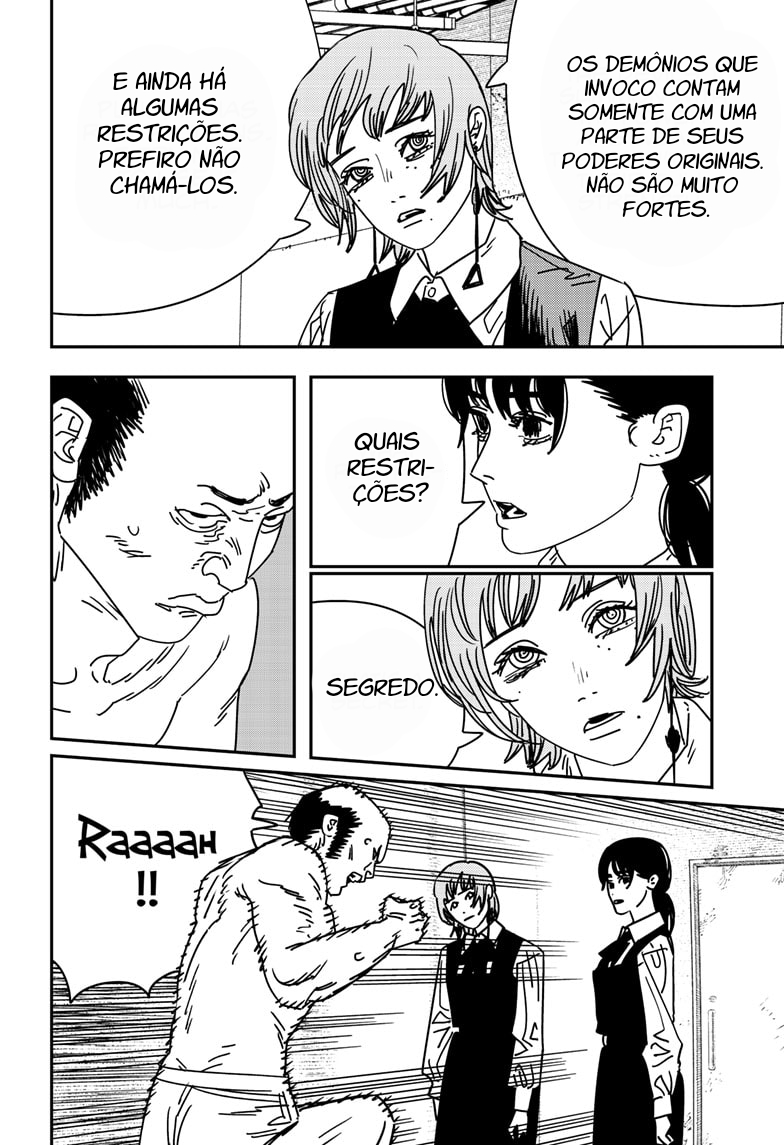 OS DEMÔNIOS QUE
INVOCO CONTAM
SOMENTE COM UMA
PARTE DE SEUS
PODERES ORIGINAIS.
NÃO SÃO MUITO
FORTES.
E AINDA HÁ
ALGUMAS
RESTRIÇÕES.
PREFIRO NÃO
CHAMÁ-LOS.
QUAIS
RESTRI-
ÇÕES?
SEGREDO.
RAAAAH
!!